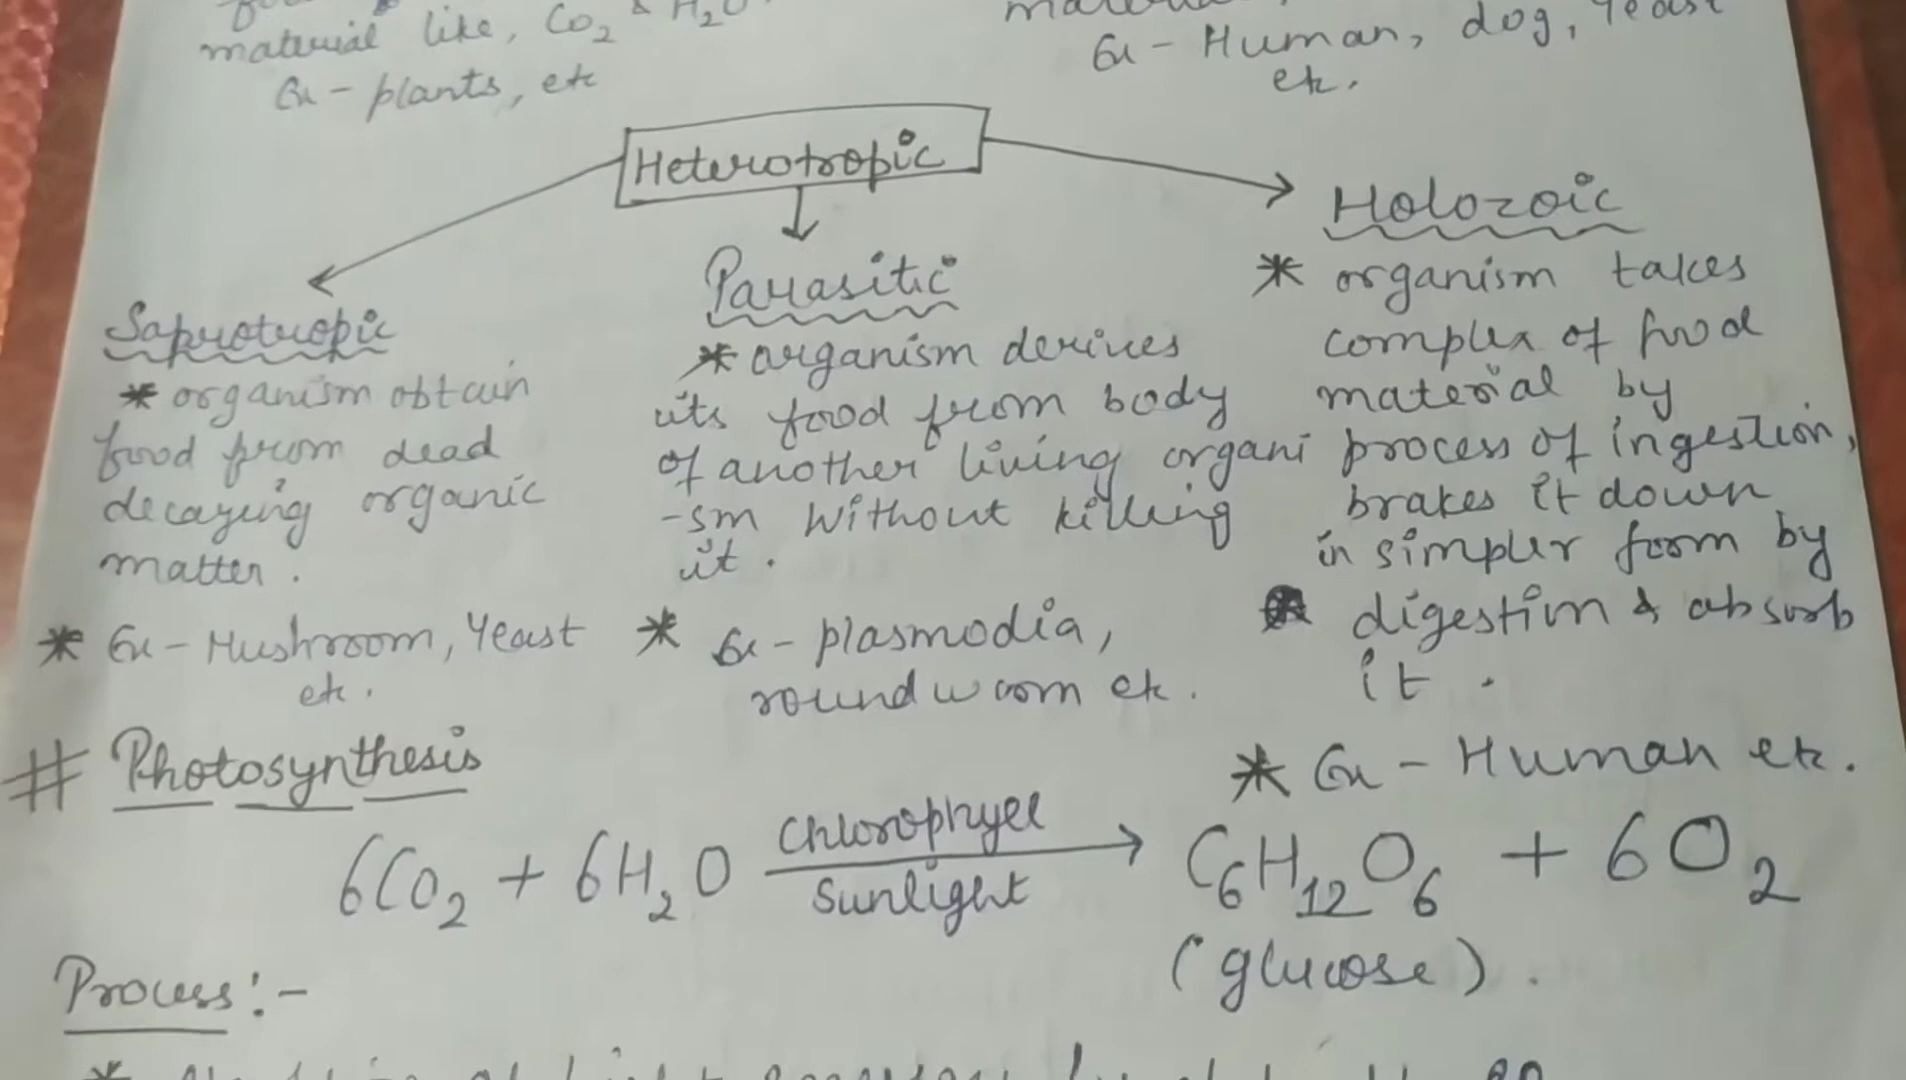 material like, Co2 & H2O
Ex - plants, etc
Ex - Human, dog, Yeast
etc.
Heterotropic
Saprotropic
* organism obtain
food from dead
decaying organic
matter.
* Ex - Mushroom, Yeast
etc.
Parasitic
* organism derives
its food from body
of another living organi
-sm without killing
it.
* Ex - plasmodia,
roundworm etc.
Holozoic
* organism takes
complex of food
material by
process of ingestion,
brakes it down
in simpler form by
digestion & absorb
it.
* Ex - Human etc.
# Photosynthesis
6CO2 + 6H2O Chlorophyll Sunlight → C6H12O6 + 6O2
(glucose).
Process:-